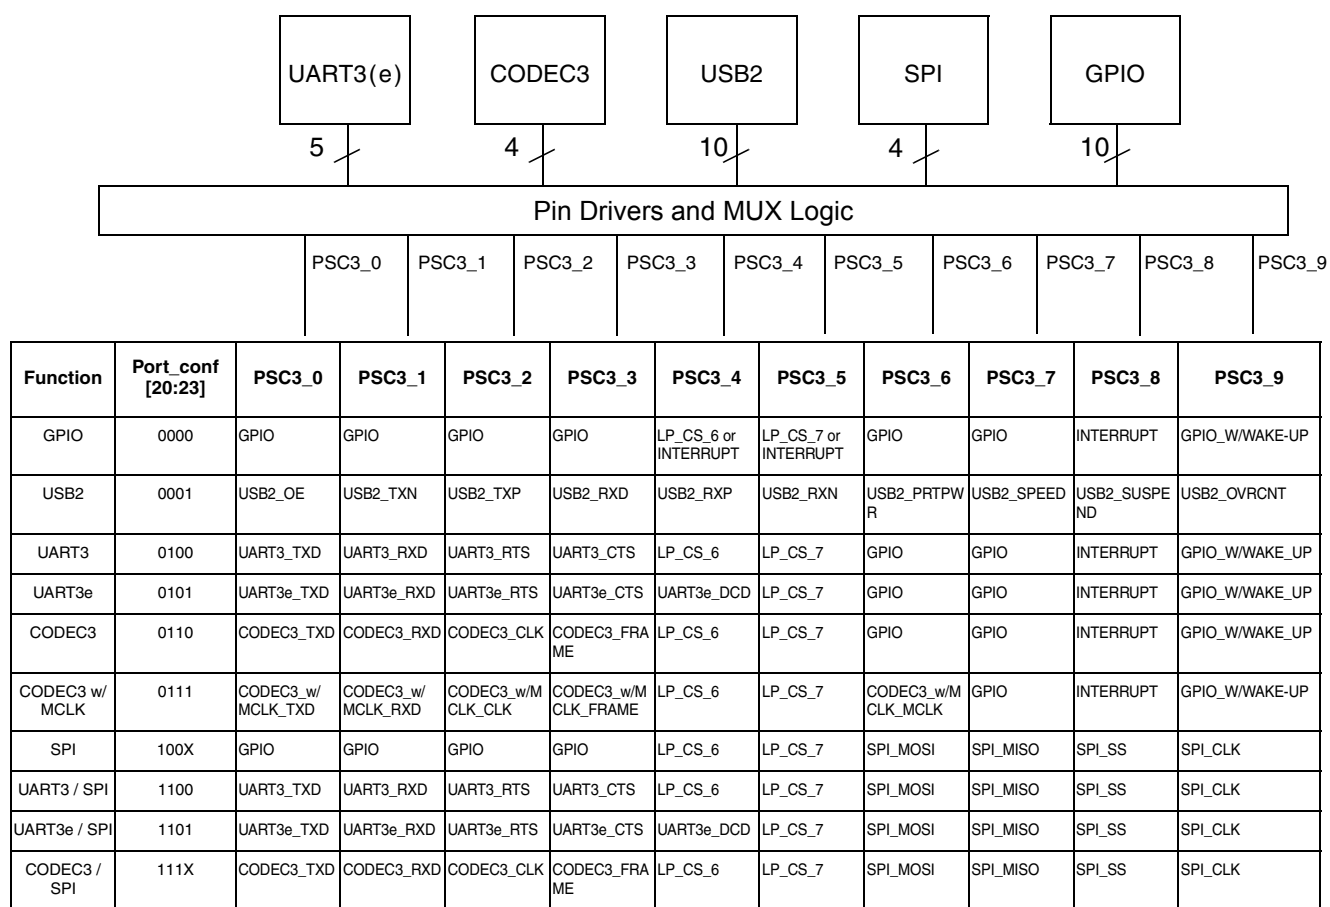 UART3(e) CODEC3 USB2 SPI GPIO
5 4 10 4 10
Pin Drivers and MUX Logic
PSC3_0 PSC3_1 PSC3_2 PSC3_3 PSC3_4 PSC3_5 PSC3_6 PSC3_7 PSC3_8 PSC3_9
Function Port_conf [20:23] PSC3_0 PSC3_1 PSC3_2 PSC3_3 PSC3_4 PSC3_5 PSC3_6 PSC3_7 PSC3_8 PSC3_9
GPIO 0000 GPIO GPIO GPIO GPIO LP_CS_6 or INTERRUPT LP_CS_7 or INTERRUPT GPIO GPIO INTERRUPT GPIO_W/WAKE-UP
USB2 0001 USB2_OE USB2_TXN USB2_TXP USB2_RXD USB2_RXP USB2_RXN USB2_PRTPWR USB2_SPEED USB2_SUSPEND USB2_OVRCNT
UART3 0100 UART3_TXD UART3_RXD UART3_RTS UART3_CTS LP_CS_6 LP_CS_7 GPIO GPIO INTERRUPT GPIO_W/WAKE_UP
UART3e 0101 UART3e_TXD UART3e_RXD UART3e_RTS UART3e_CTS UART3e_DCD LP_CS_7 GPIO GPIO INTERRUPT GPIO_W/WAKE_UP
CODEC3 0110 CODEC3_TXD CODEC3_RXD CODEC3_CLK CODEC3_FRAME LP_CS_6 LP_CS_7 GPIO GPIO INTERRUPT GPIO_W/WAKE_UP
CODEC3 w/ MCLK 0111 CODEC3_w/ MCLK_TXD CODEC3_w/ MCLK_RXD CODEC3_w/MCLK_CLK CODEC3_w/MCLK_FRAME LP_CS_6 LP_CS_7 CODEC3_w/MCLK_MCLK GPIO INTERRUPT GPIO_W/WAKE-UP
SPI 100X GPIO GPIO GPIO GPIO LP_CS_6 LP_CS_7 SPI_MOSI SPI_MISO SPI_SS SPI_CLK
UART3 / SPI 1100 UART3_TXD UART3_RXD UART3_RTS UART3_CTS LP_CS_6 LP_CS_7 SPI_MOSI SPI_MISO SPI_SS SPI_CLK
UART3e / SPI 1101 UART3e_TXD UART3e_RXD UART3e_RTS UART3e_CTS UART3e_DCD LP_CS_7 SPI_MOSI SPI_MISO SPI_SS SPI_CLK
CODEC3 / SPI 111X CODEC3_TXD CODEC3_RXD CODEC3_CLK CODEC3_FRAME LP_CS_6 LP_CS_7 SPI_MOSI SPI_MISO SPI_SS SPI_CLK